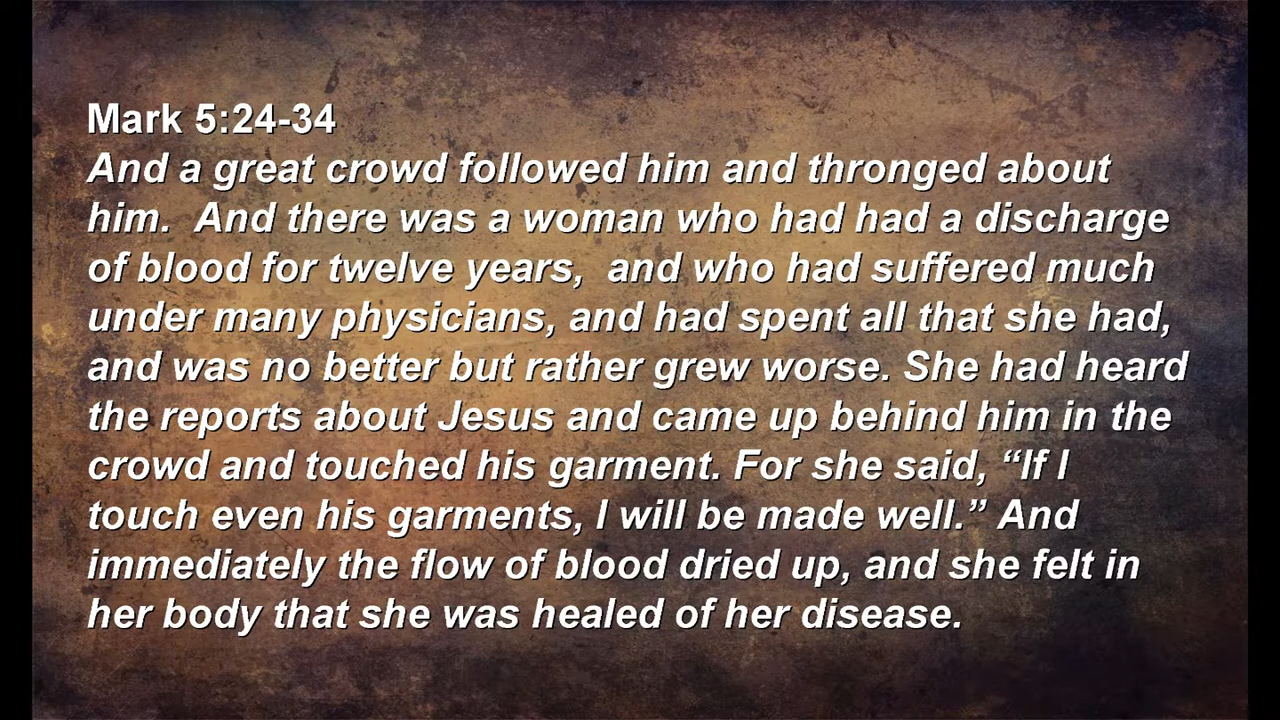 Mark 5:24-34
And a great crowd followed him and thronged about
him.  And there was a woman who had had a discharge
of blood for twelve years,  and who had suffered much
under many physicians, and had spent all that she had,
and was no better but rather grew worse. She had heard
the reports about Jesus and came up behind him in the
crowd and touched his garment. For she said, “If I
touch even his garments, I will be made well.” And
immediately the flow of blood dried up, and she felt in
her body that she was healed of her disease.